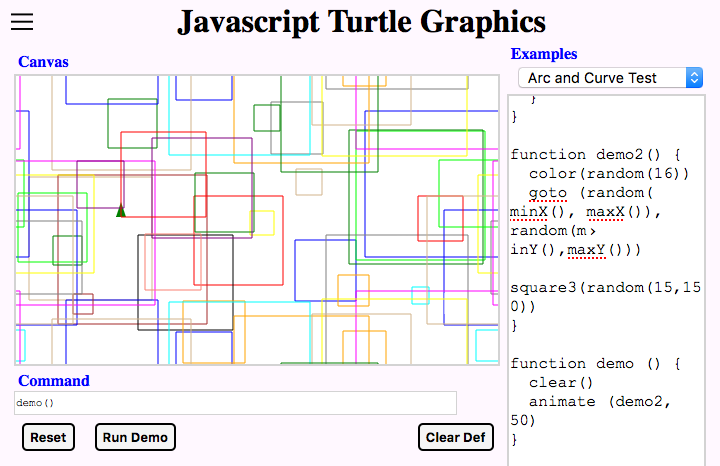 Javascript Turtle Graphics
Canvas
Command
demo()
Reset
Run Demo
Clear Def
Examples
Arc and Curve Test
}
}
function demo2() {
color(random(16))
goto (random(
minX(), maxX()),
random(m›
inY(),maxY()))
square3(random(15,15
0))
}
function demo () {
clear()
animate (demo2,
50)
}